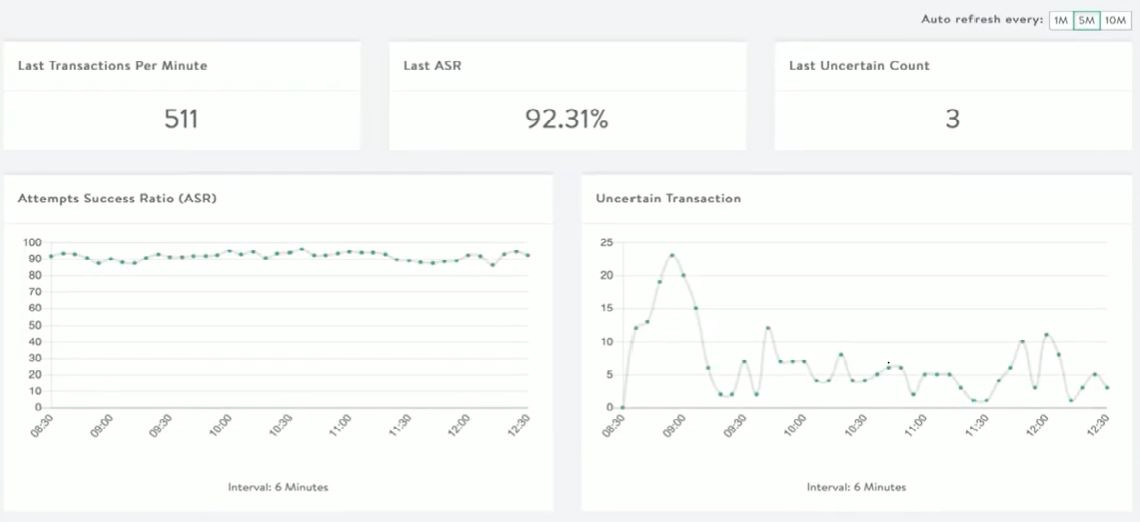 Auto refresh every: 1M 5M 10M
Last Transactions Per Minute
511
Last ASR
92.31%
Last Uncertain Count
3
Attempts Success Ratio (ASR)
100
90
80
70
60
50
40
30
20
10
0
08:30 09:00 09:30 10:00 10:30 11:00 11:30 12:00 12:30
Interval: 6 Minutes
Uncertain Transaction
25
20
15
10
5
0
08:30 09:00 09:30 10:00 10:30 11:00 11:30 12:00 12:30
Interval: 6 Minutes